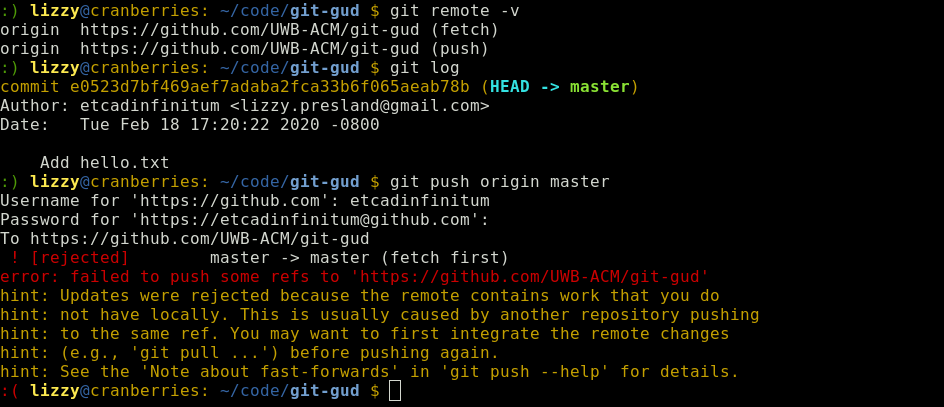 :) lizzy@cranberries: ~/code/git-gud $ git remote -v
origin  https://github.com/UWB-ACM/git-gud (fetch)
origin  https://github.com/UWB-ACM/git-gud (push)
:) lizzy@cranberries: ~/code/git-gud $ git log
commit e0523d7bf469aef7adaba2fca33b6f065aeab78b (HEAD -> master)
Author: etcadinfinitum <lizzy.presland@gmail.com>
Date:   Tue Feb 18 17:20:22 2020 -0800

    Add hello.txt
:) lizzy@cranberries: ~/code/git-gud $ git push origin master
Username for 'https://github.com': etcadinfinitum
Password for 'https://etcadinfinitum@github.com':
To https://github.com/UWB-ACM/git-gud
 ! [rejected]        master -> master (fetch first)
error: failed to push some refs to 'https://github.com/UWB-ACM/git-gud'
hint: Updates were rejected because the remote contains work that you do
hint: not have locally. This is usually caused by another repository pushing
hint: to the same ref. You may want to first integrate the remote changes
hint: (e.g., 'git pull ...') before pushing again.
hint: See the 'Note about fast-forwards' in 'git push --help' for details.
:( lizzy@cranberries: ~/code/git-gud $